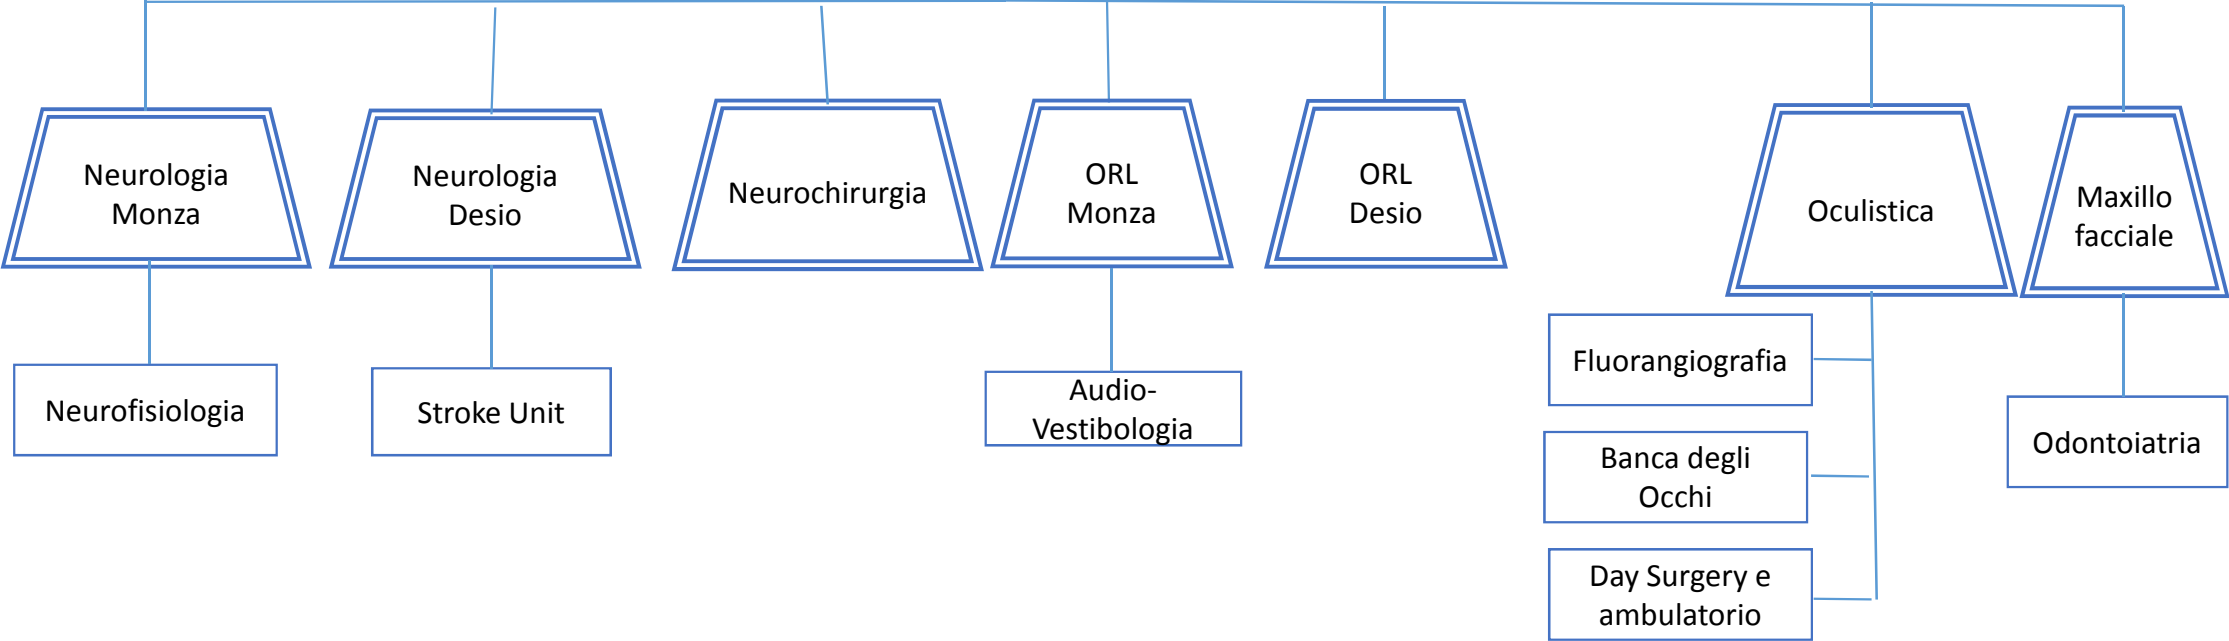 Neurologia
Monza
Neurologia
Desio
Neurochirurgia
ORL
Monza
ORL
Desio
Oculistica
Maxillo
facciale
Neurofisiologia
Stroke Unit
Audio-
Vestibologia
Fluorangiografia
Banca degli
Occhi
Day Surgery e
ambulatorio
Odontoiatria